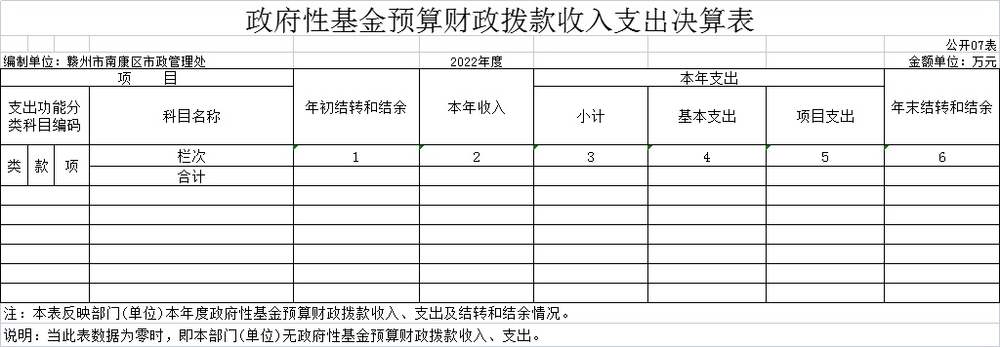 政府性基金预算财政拨款收入支出决算表
公开07表
编制单位：赣州市南康区市政管理处 2022年度 金额单位：万元
项 目 年初结转和结余 本年收入 本年支出 年末结转和结余
支出功能分类科目编码 科目名称 小计 基本支出 项目支出
类 款 项 栏次 1 2 3 4 5 6
合计
注：本表反映部门(单位)本年度政府性基金预算财政拨款收入、支出及结转和结余情况。
说明：当此表数据为零时，即本部门(单位)无政府性基金预算财政拨款收入、支出。